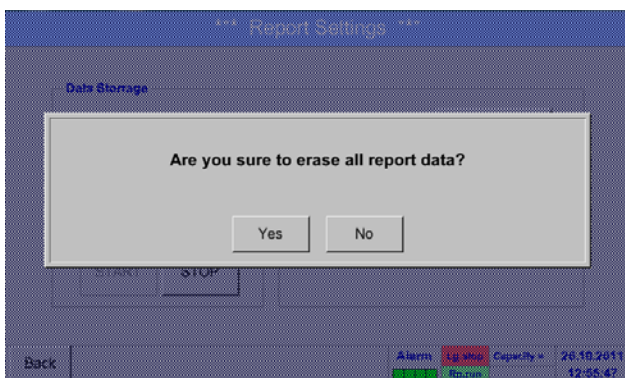 *** Report Settings ***
Data Storrage
Are you sure to erase all report data?
Yes No
START STOP
Back
Alarm Lg.stop Capacity = 26.10.2011
Rp.run 12:55:47